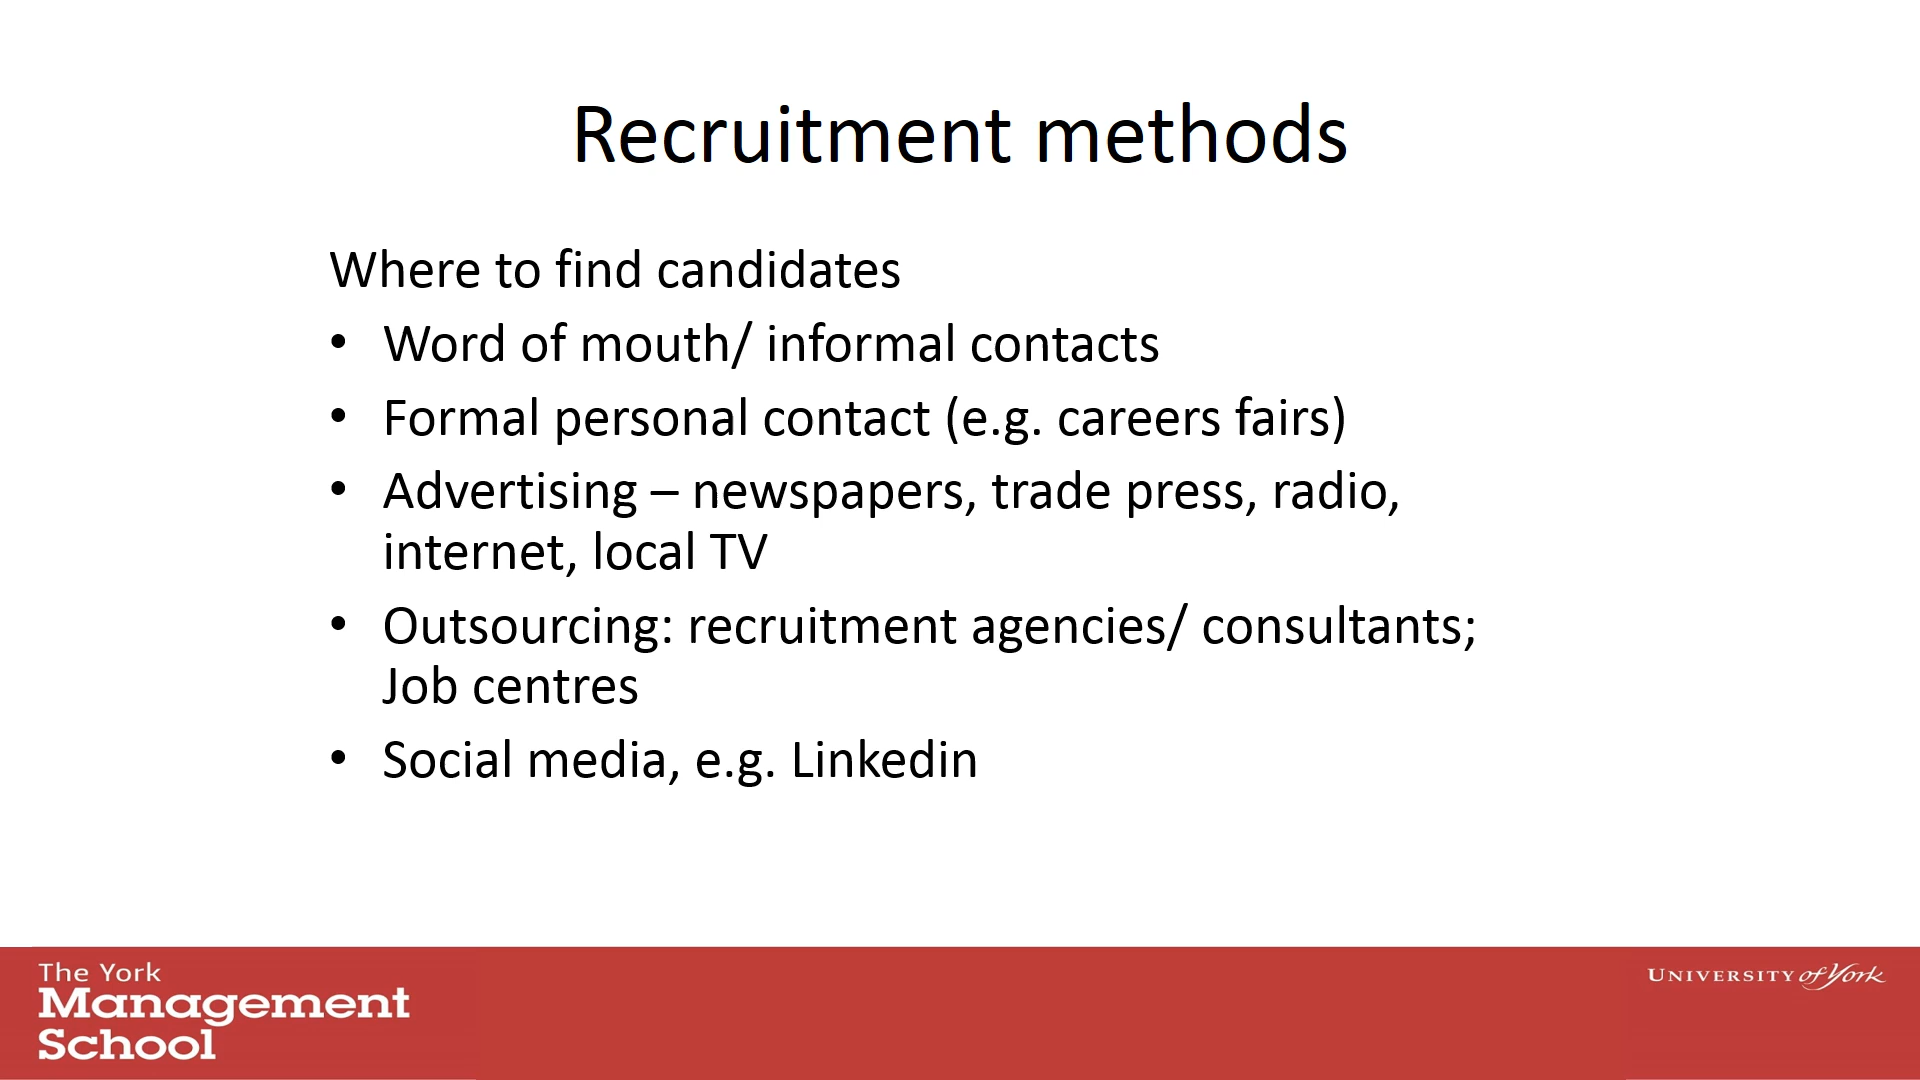 Recruitment methods
Where to find candidates
• Word of mouth/ informal contacts
• Formal personal contact (e.g. careers fairs)
• Advertising – newspapers, trade press, radio,
internet, local TV
• Outsourcing: recruitment agencies/ consultants;
Job centres
• Social media, e.g. Linkedin
The York
Management
School
UNIVERSITY of York